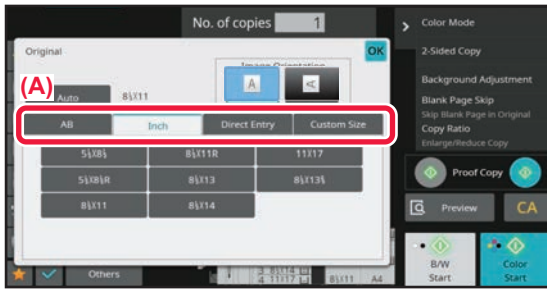 No. of copies 1
Original
OK
Image Orientation
(A)
Auto
8½X11
AB
Inch
Direct Entry
Custom Size
5½X8½
8½X11R
11X17
5½X8½R
8½X13
8½X13½
8½X11
8½X14
Others
8½X14
11X17
8½X11
A4
Color Mode
2-Sided Copy
Background Adjustment
Blank Page Skip
Skip Blank Page in Original
Copy Ratio
Enlarge/Reduce Copy
Proof Copy
Preview
CA
B/W
Start
Color
Start